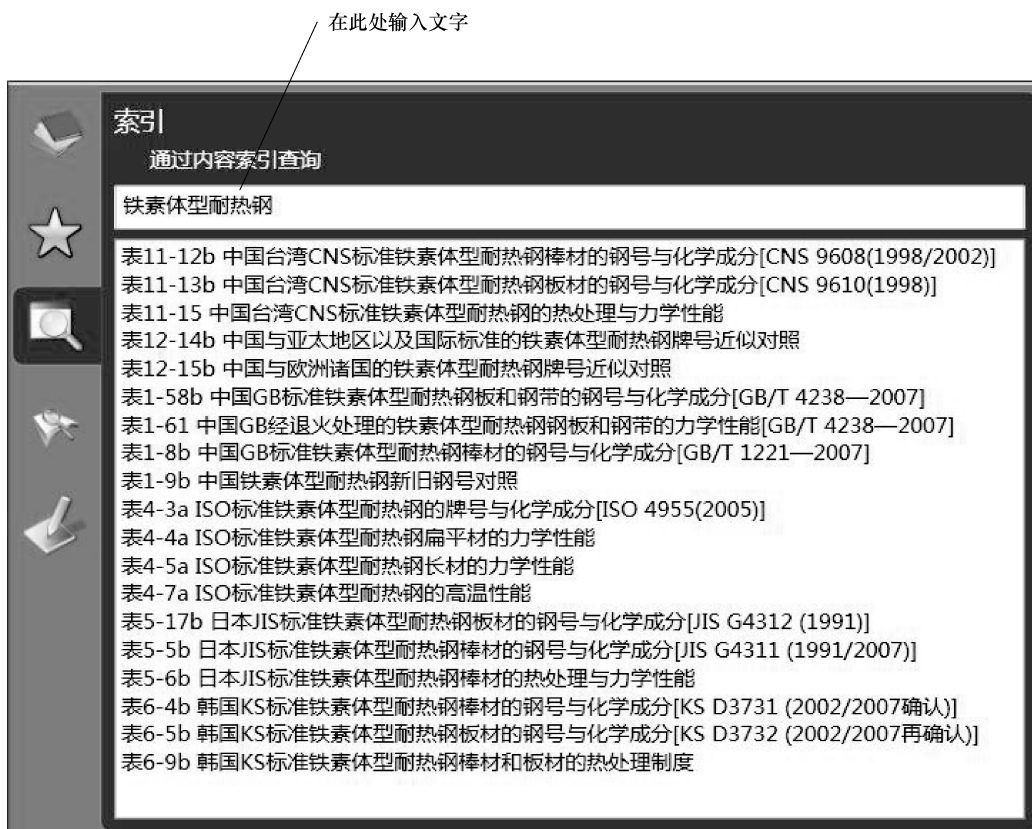 在此处输入文字
索引
通过内容索引查询
铁素体型耐热钢
表11-12b 中国台湾CNS标准铁素体型耐热钢棒材的钢号与化学成分[CNS 9608(1998/2002)]
表11-13b 中国台湾CNS标准铁素体型耐热钢板材的钢号与化学成分[CNS 9610(1998)]
表11-15 中国台湾CNS标准铁素体型耐热钢的热处理与力学性能
表12-14b 中国与亚太地区以及国际标准的铁素体型耐热钢牌号近似对照
表12-15b 中国与欧洲诸国的铁素体型耐热钢牌号近似对照
表1-58b 中国GB标准铁素体型耐热钢板和钢带的钢号与化学成分[GB/T 4238—2007]
表1-61 中国GB经退火处理的铁素体型耐热钢钢板和钢带的力学性能[GB/T 4238—2007]
表1-8b 中国GB标准铁素体型耐热钢棒材的钢号与化学成分[GB/T 1221—2007]
表1-9b 中国铁素体型耐热钢新旧钢号对照
表4-3a ISO标准铁素体型耐热钢的牌号与化学成分[ISO 4955(2005)]
表4-4a ISO标准铁素体型耐热钢扁平材的力学性能
表4-5a ISO标准铁素体型耐热钢长材的力学性能
表4-7a ISO标准铁素体型耐热钢的高温性能
表5-17b 日本JIS标准铁素体型耐热钢板材的钢号与化学成分[JIS G4312 (1991)]
表5-5b 日本JIS标准铁素体型耐热钢棒材的钢号与化学成分[JIS G4311 (1991/2007)]
表5-6b 日本JIS标准铁素体型耐热钢棒材的热处理与力学性能
表6-4b 韩国KS标准铁素体型耐热钢棒材的钢号与化学成分[KS D3731 (2002/2007确认)]
表6-5b 韩国KS标准铁素体型耐热钢板材的钢号与化学成分[KS D3732 (2002/2007再确认)]
表6-9b 韩国KS标准铁素体型耐热钢棒材和板材的热处理制度